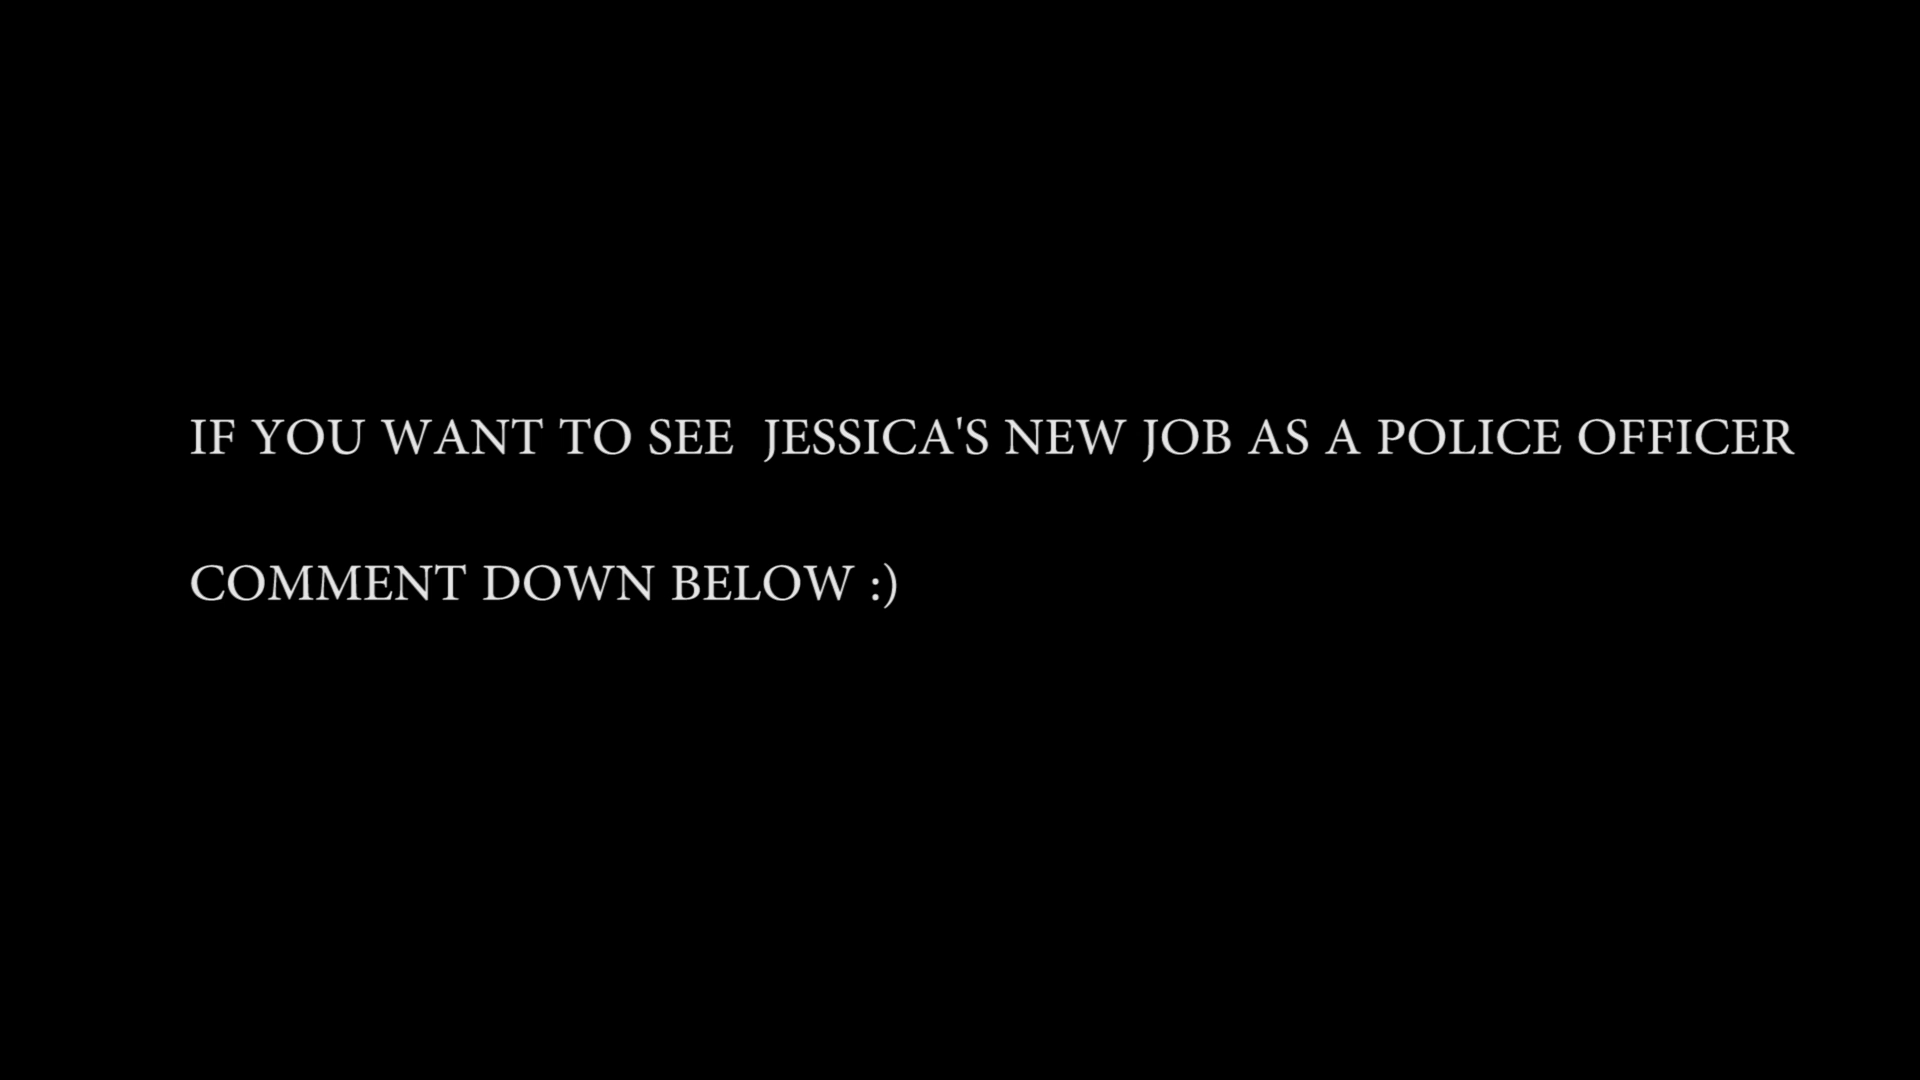 IF YOU WANT TO SEE  JESSICA'S NEW JOB AS A POLICE OFFICER
COMMENT DOWN BELOW :)